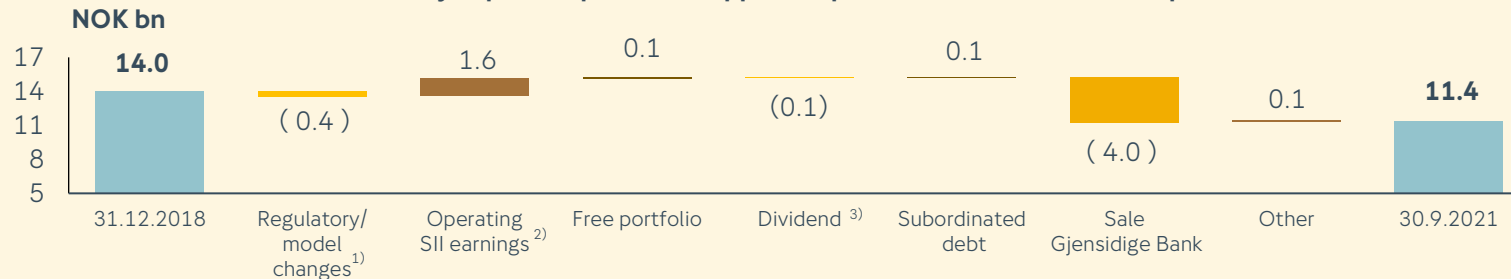 NOK bn
17
14
11
8
5
14.0
( 0.4 )
1.6
0.1
(0.1)
0.1
( 4.0 )
0.1
11.4
31.12.2018
Regulatory/
model
changes 1)
Operating
SII earnings 2)
Free portfolio
Dividend 3)
Subordinated
debt
Sale
Gjensidige Bank
Other
30.9.2021